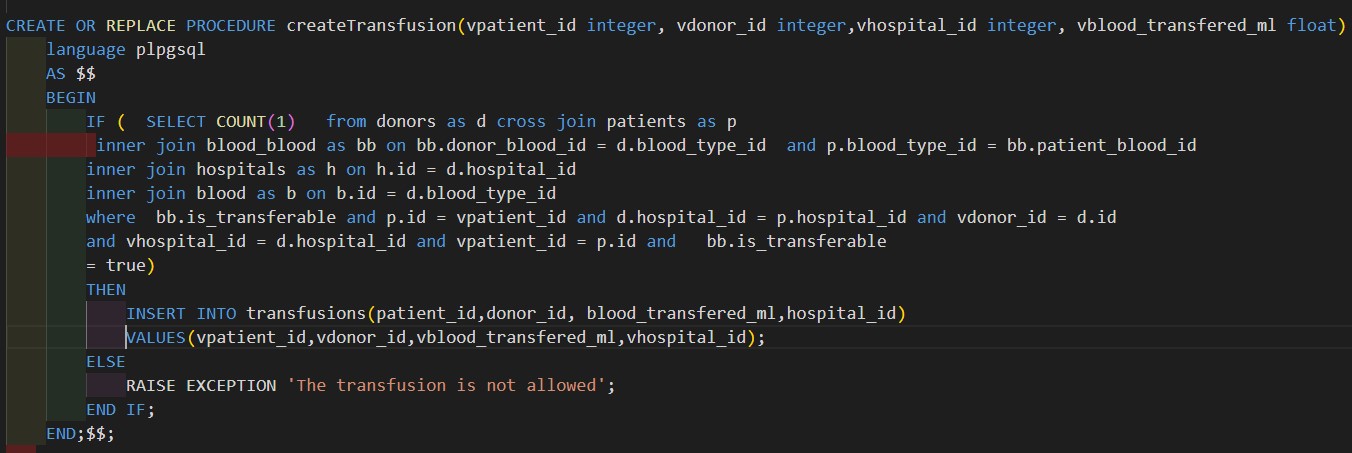 CREATE OR REPLACE PROCEDURE createTransfusion(vpatient_id integer, vdonor_id integer,vhospital_id integer, vblood_transfered_ml float)
language plpgsql
AS $$
BEGIN
IF (  SELECT COUNT(1)   from donors as d cross join patients as p
inner join blood_blood as bb on bb.donor_blood_id = d.blood_type_id  and p.blood_type_id = bb.patient_blood_id
inner join hospitals as h on h.id = d.hospital_id
inner join blood as b on b.id = d.blood_type_id
where  bb.is_transferable and p.id = vpatient_id and d.hospital_id = p.hospital_id and vdonor_id = d.id
and vhospital_id = d.hospital_id and vpatient_id = p.id and   bb.is_transferable
= true)
THEN
INSERT INTO transfusions(patient_id,donor_id, blood_transfered_ml,hospital_id)
VALUES(vpatient_id,vdonor_id,vblood_transfered_ml,vhospital_id);
ELSE
RAISE EXCEPTION 'The transfusion is not allowed';
END IF;
END;$$;